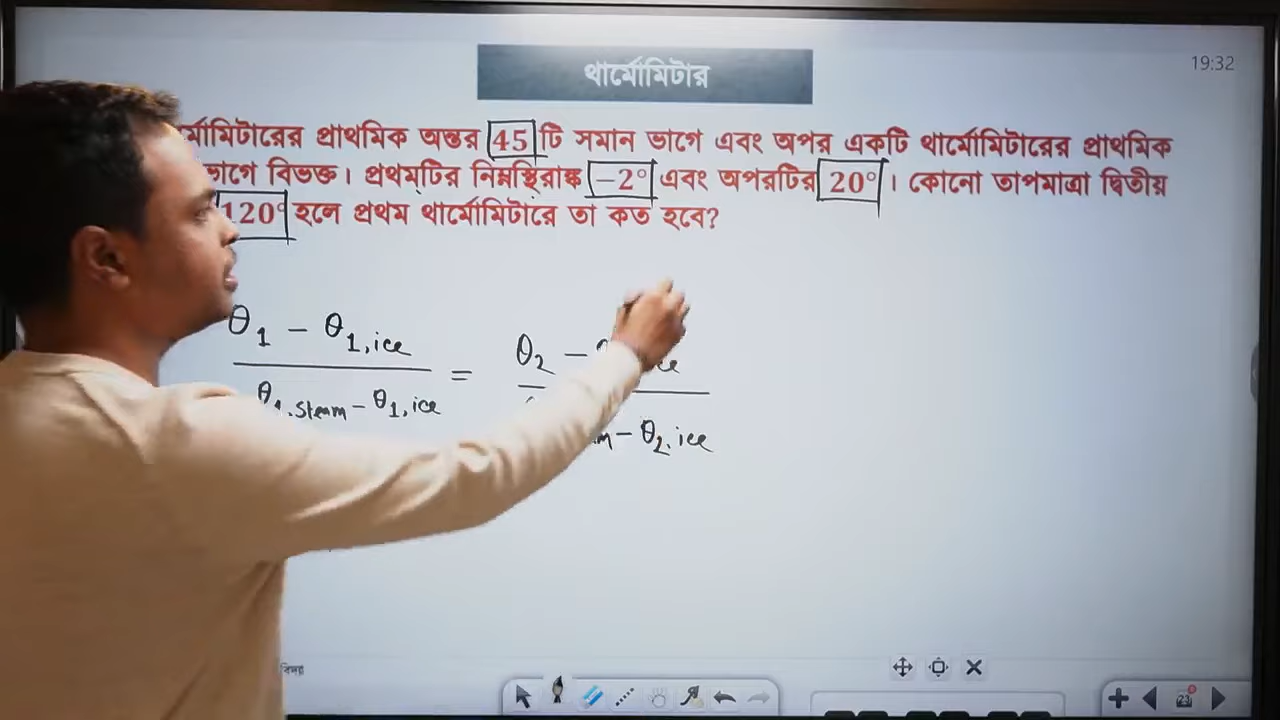 থার্মোমিটার
19:32
র্মোমিটারের প্রাথমিক অন্তর 45 টি সমান ভাগে এবং অপর একটি থার্মোমিটারের প্রাথমিক
ভাগে বিভক্ত। প্রথমটির নিম্নস্থিরাঙ্ক −2° এবং অপরটির 20°। কোনো তাপমাত্রা দ্বিতীয়
120° হলে প্রথম থার্মোমিটারে তা কত হবে?
θ₁ − θ₁,ice
θ₂ −
=
θ₁,steam − θ₁,ice
− θ₂,ice
23